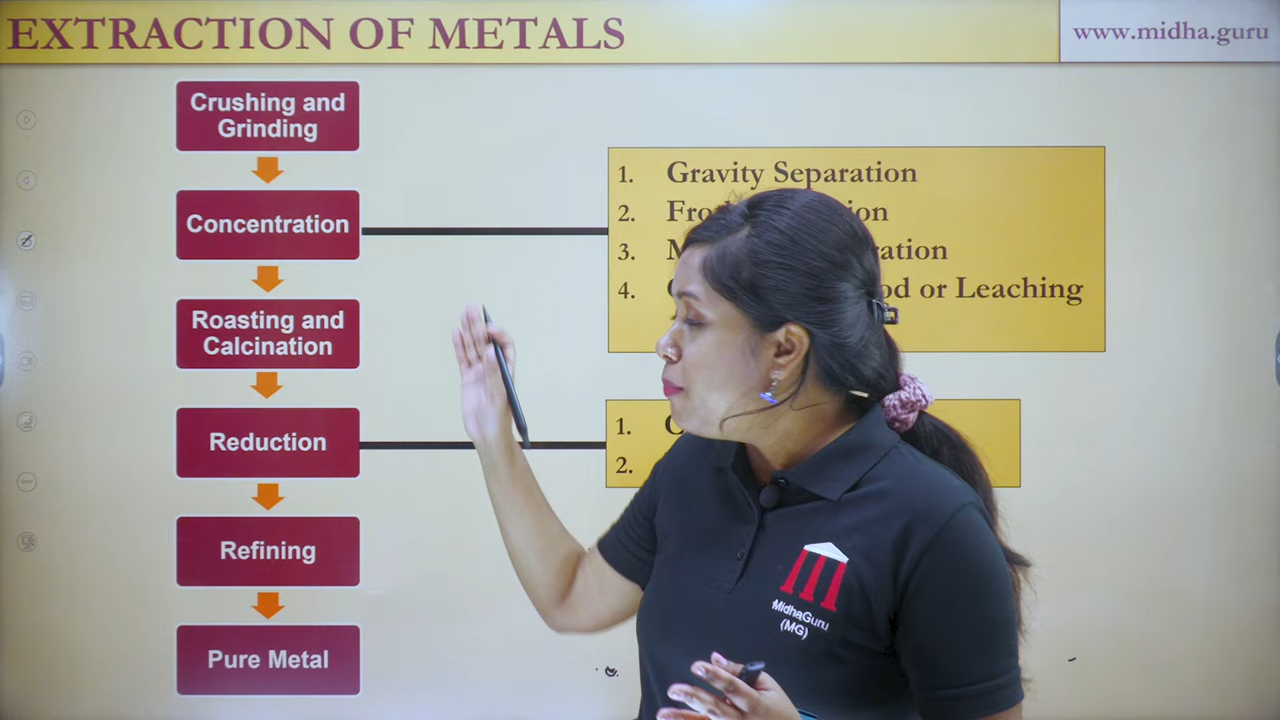 EXTRACTION OF METALS
www.midha.guru
Crushing and
Grinding
Concentration
Roasting and
Calcination
Reduction
Refining
Pure Metal
1. Gravity Separation
2.
3.
4. or Leaching
1.
2.
MidhaGuru
(MG)